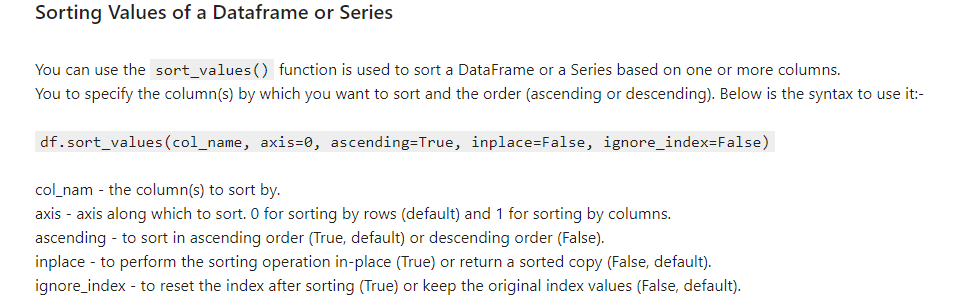 Sorting Values of a Dataframe or Series
You can use the sort_values() function is used to sort a DataFrame or a Series based on one or more columns.
You to specify the column(s) by which you want to sort and the order (ascending or descending). Below is the syntax to use it:-
df.sort_values(col_name, axis=0, ascending=True, inplace=False, ignore_index=False)
col_nam - the column(s) to sort by.
axis - axis along which to sort. 0 for sorting by rows (default) and 1 for sorting by columns.
ascending - to sort in ascending order (True, default) or descending order (False).
inplace - to perform the sorting operation in-place (True) or return a sorted copy (False, default).
ignore_index - to reset the index after sorting (True) or keep the original index values (False, default).